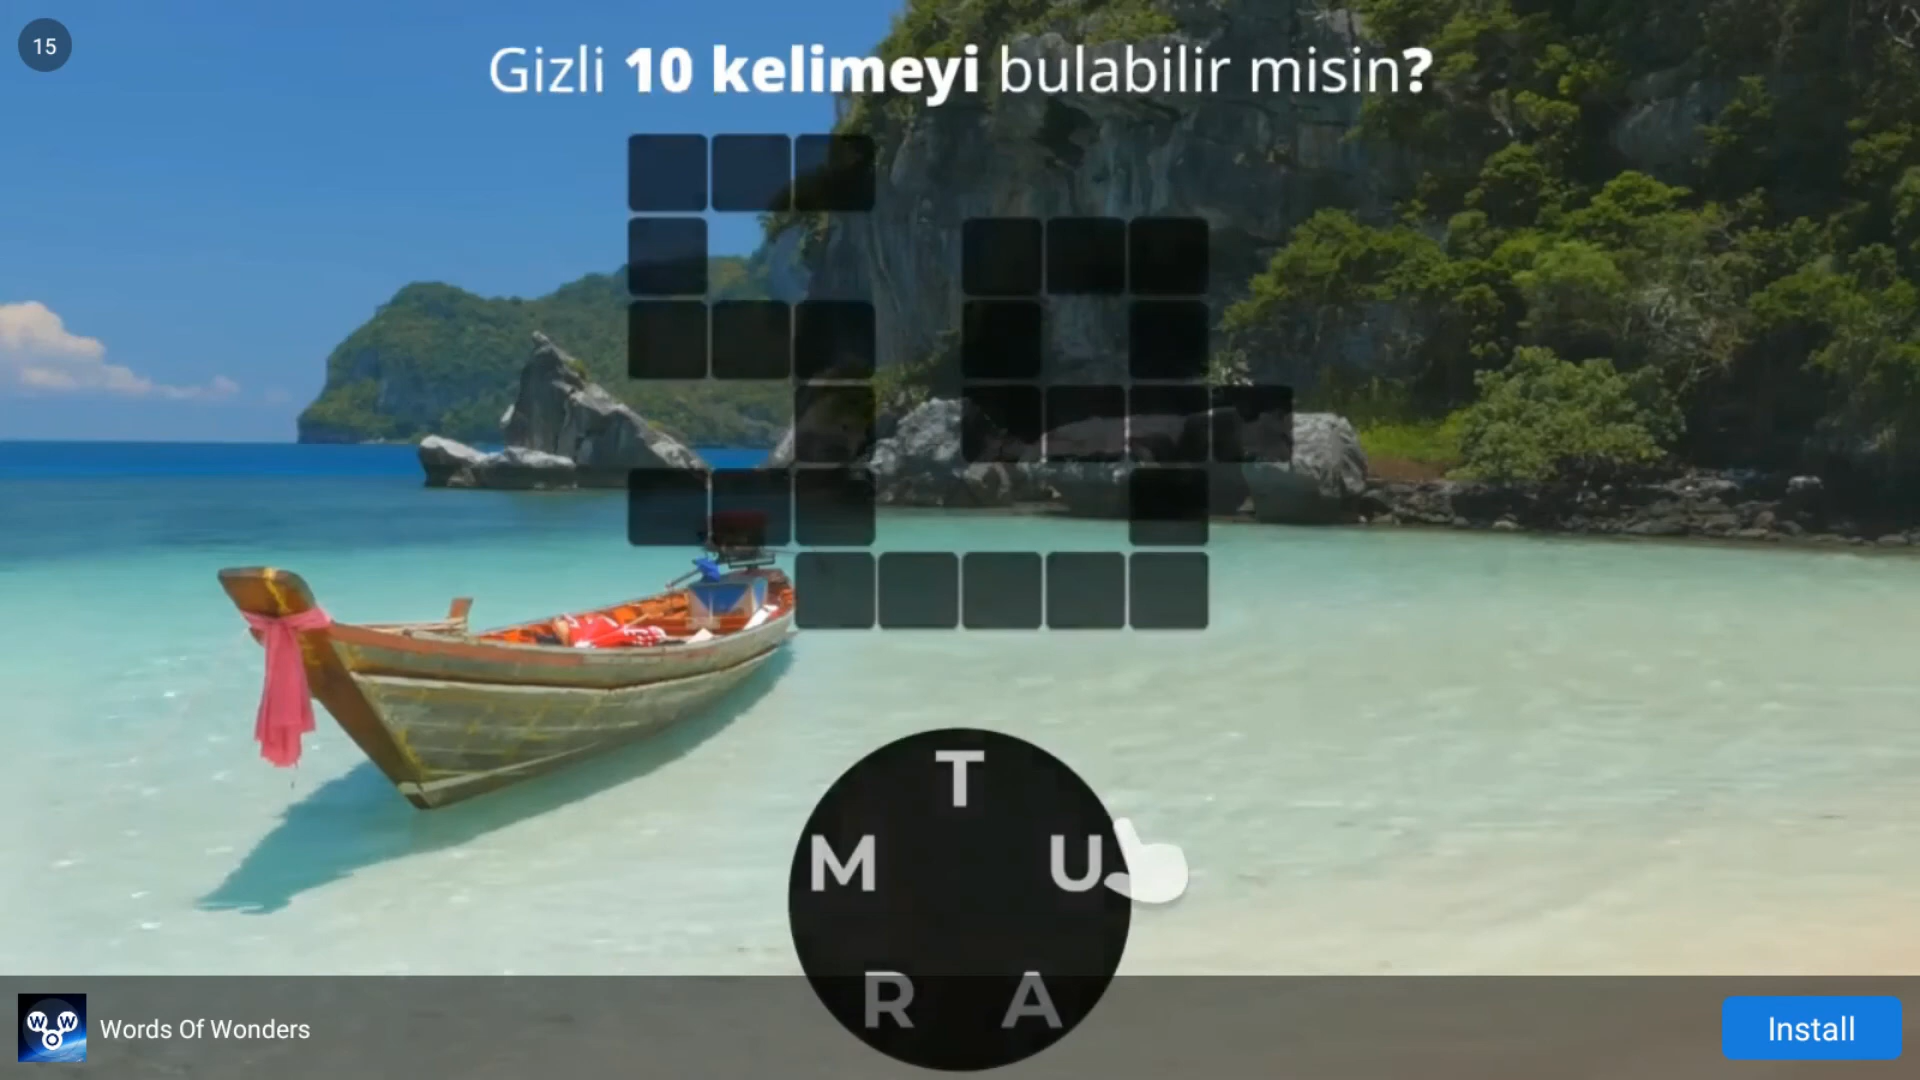 15
Gizli 10 kelimeyi bulabilir misin?
T
M U
R A
W W O
Words Of Wonders
Install